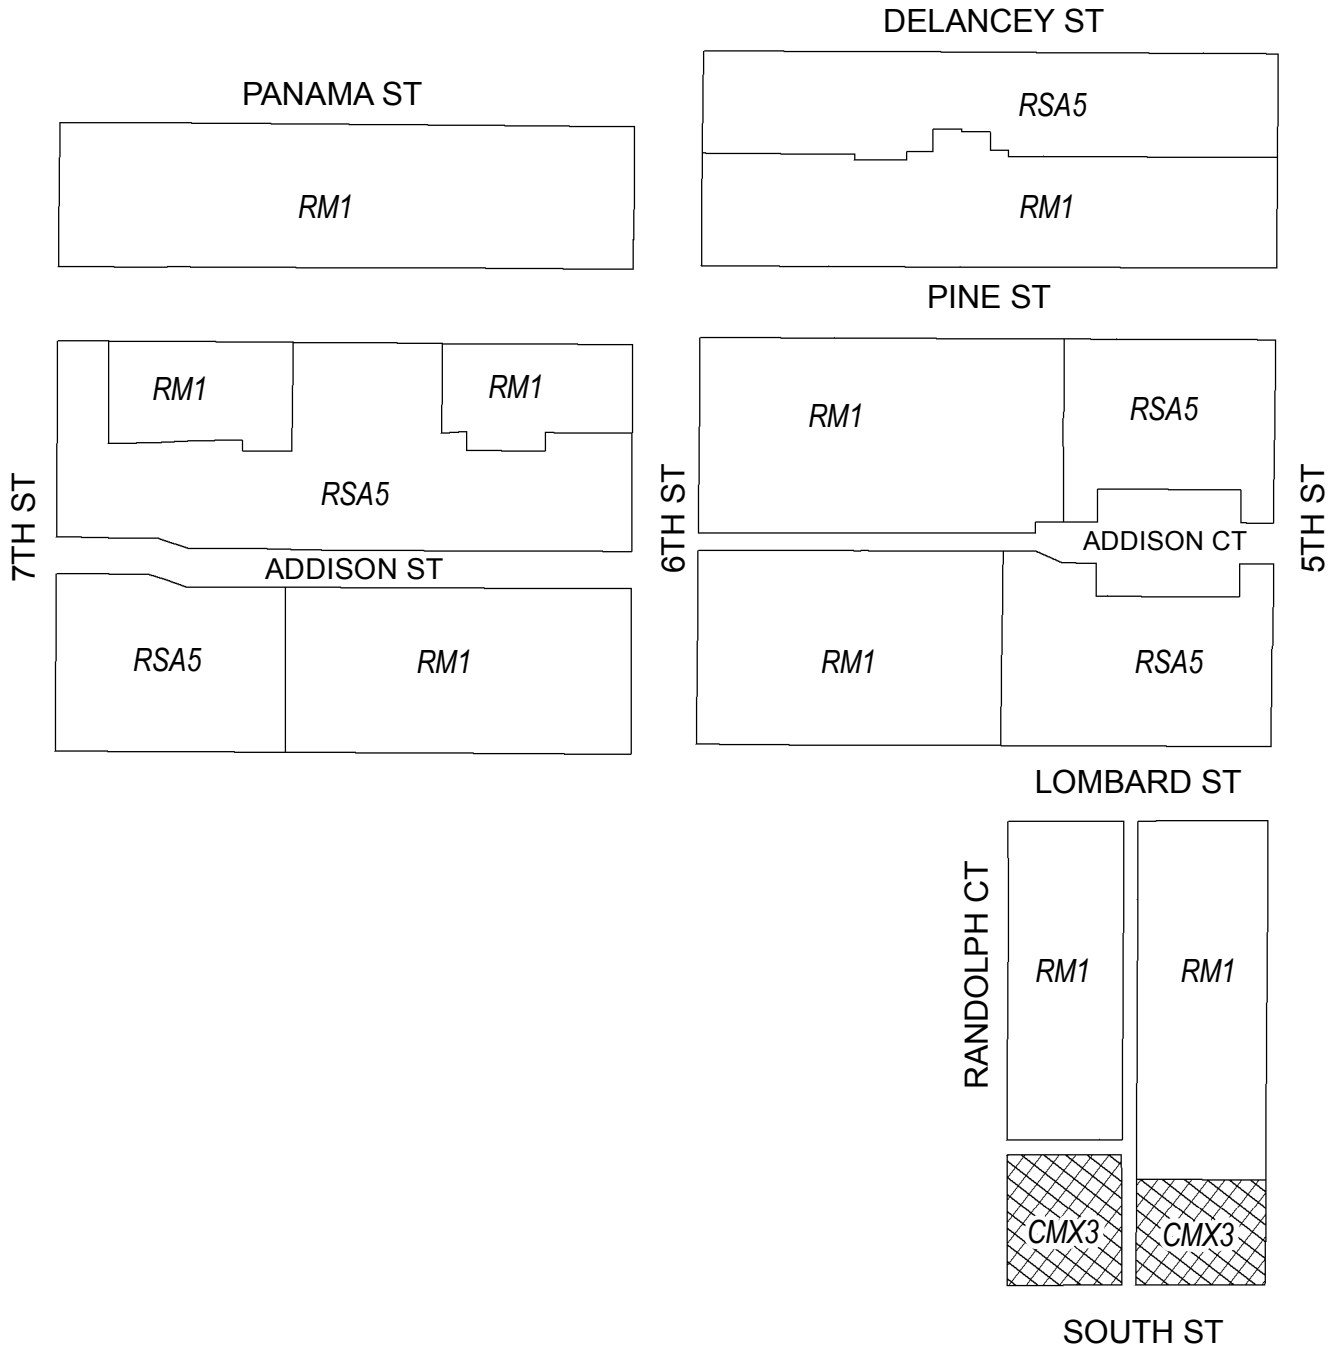 DELANCEY ST
PANAMA ST
RSA5
RM1
RM1
PINE ST
RM1
RM1
RM1
RSA5
RSA5
7TH ST
6TH ST
5TH ST
ADDISON ST
ADDISON CT
RSA5
RM1
RM1
RSA5
LOMBARD ST
RANDOLPH CT
RM1
RM1
CMX3
CMX3
SOUTH ST